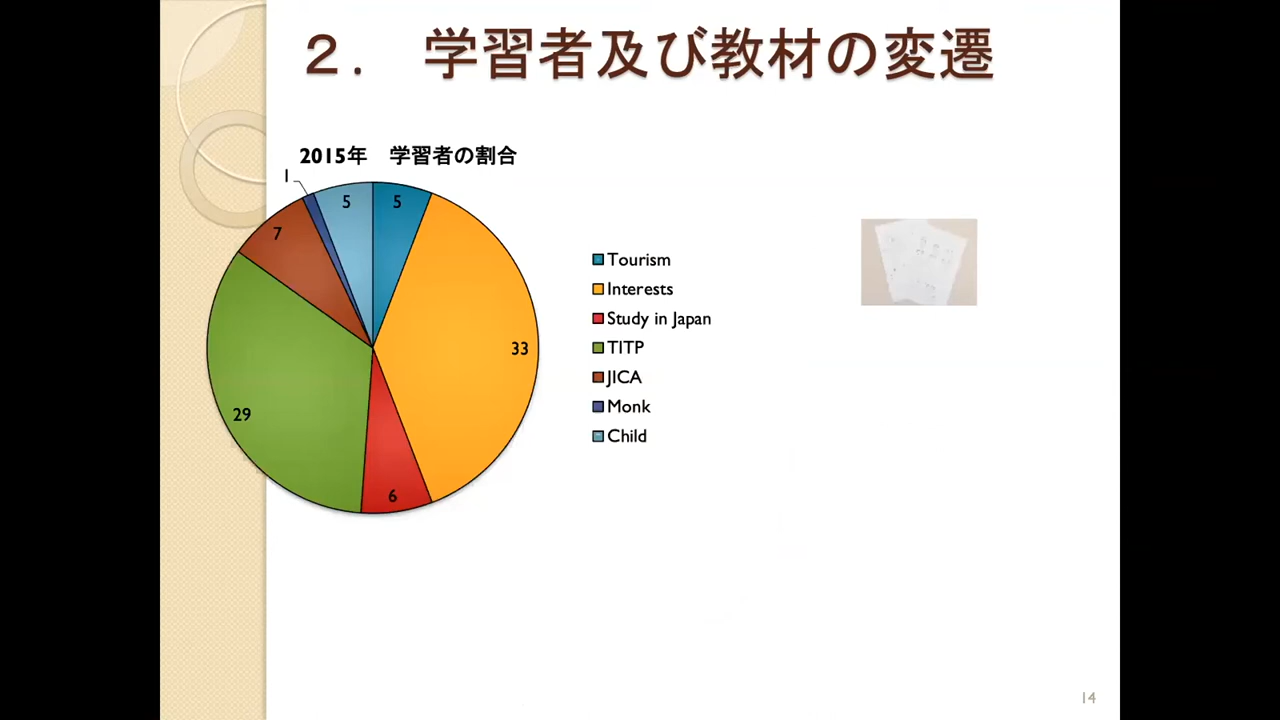 ２．　学習者及び教材の変遷
2015年　学習者の割合
1
5
5
7
33
29
6
Tourism
Interests
Study in Japan
TITP
JICA
Monk
Child
14